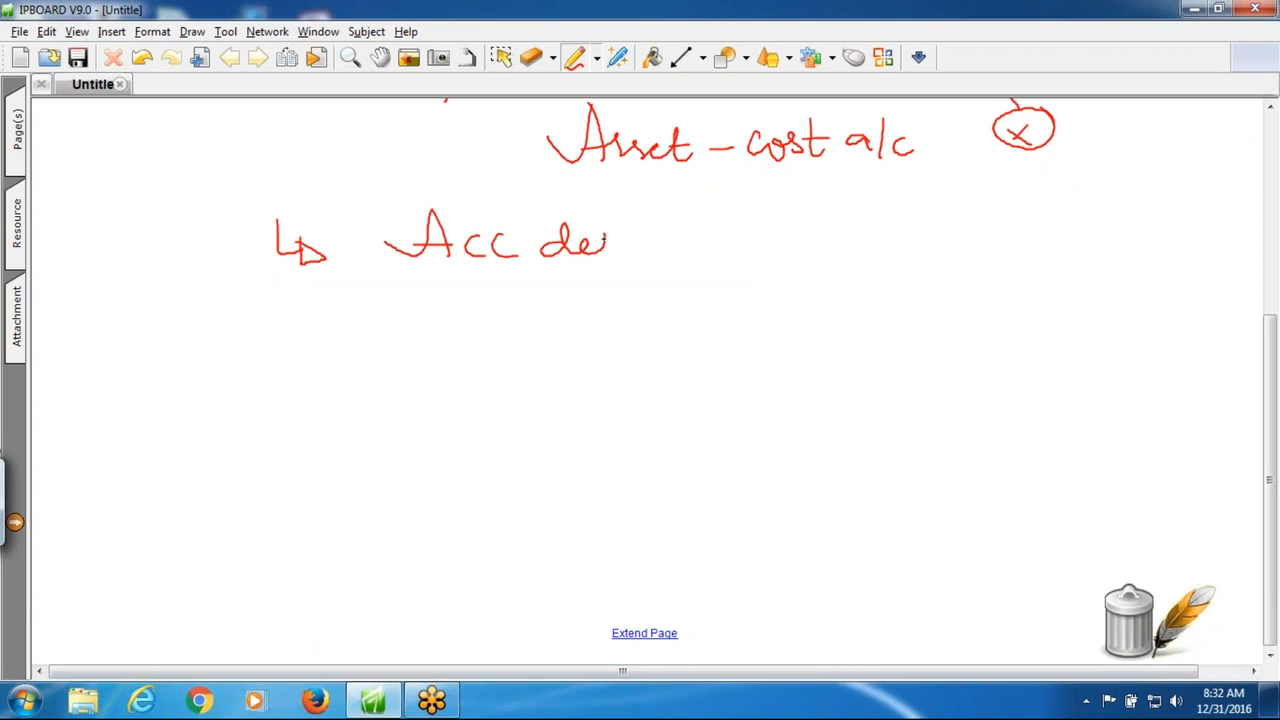 IPBOARD V9.0 - [Untitled]
File Edit View Insert Format Draw Tool Network Window Subject Help
Untitle
Page(s)
Resource
Attachment
Asset - cost a/c x
Acc de
Extend Page
8:32 AM
12/31/2016